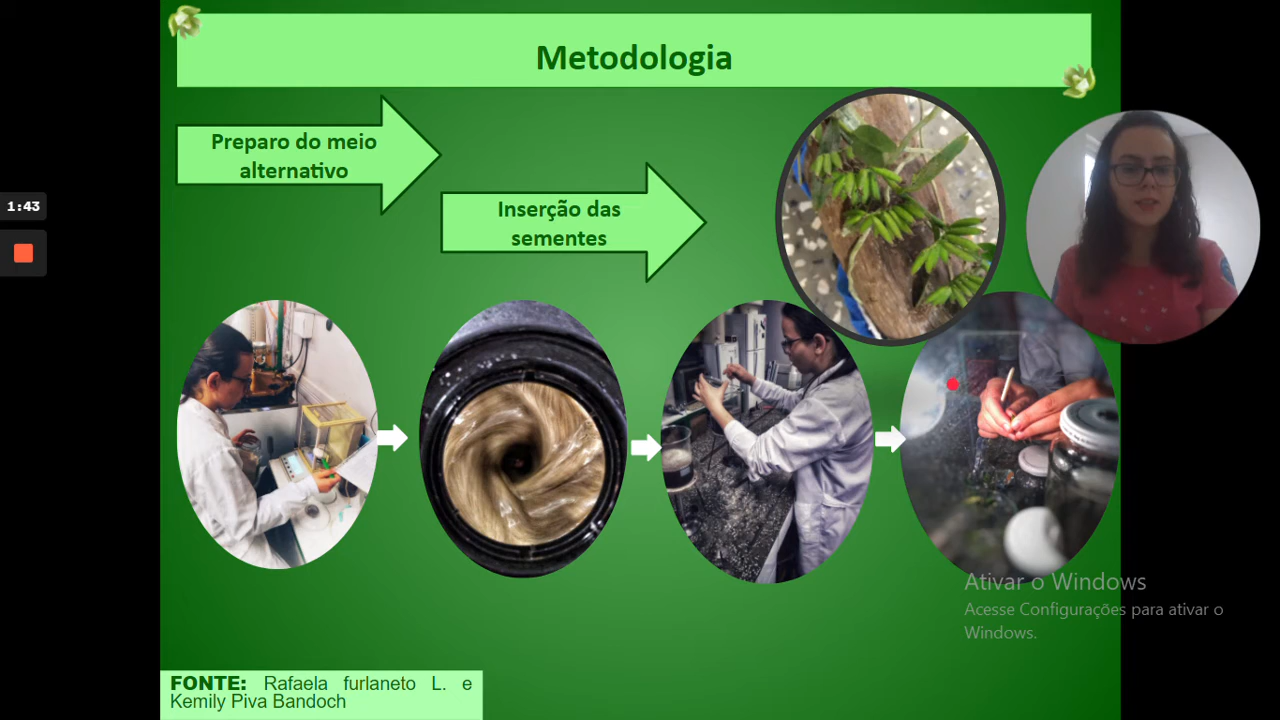 Metodologia
Preparo do meio
alternativo
Inserção das
sementes
1:43
Ativar o Windows
Acesse Configurações para ativar o
Windows.
FONTE: Rafaela furlaneto L. e
Kemily Piva Bandoch